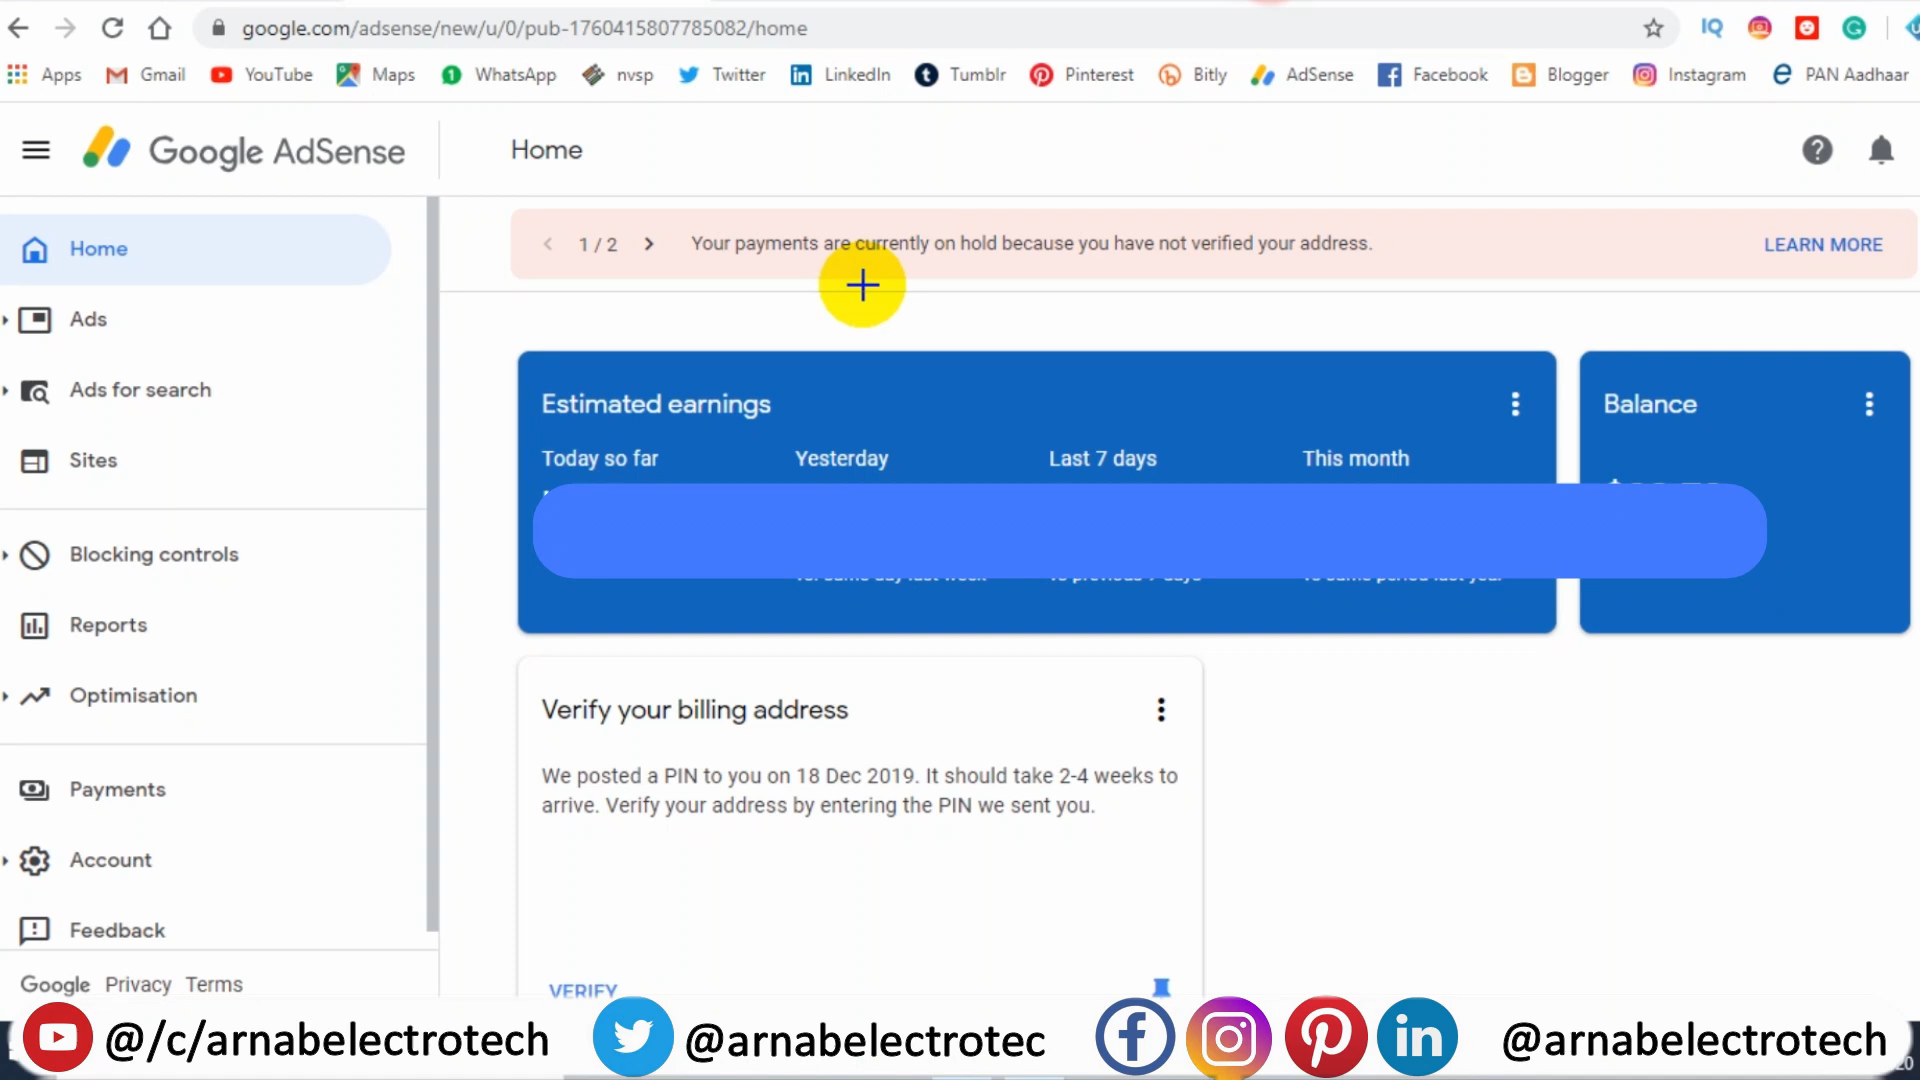 google.com/adsense/new/u/0/pub-1760415807785082/home
IQ
Apps Gmail YouTube Maps WhatsApp nvsp Twitter LinkedIn Tumblr Pinterest Bitly AdSense Facebook Blogger Instagram PAN Aadhaar
Google AdSense
Home
Home
Ads
Ads for search
Sites
Blocking controls
Reports
Optimisation
Payments
Account
Feedback
Google Privacy Terms
1 / 2 Your payments are currently on hold because you have not verified your address. LEARN MORE
Estimated earnings
Today so far Yesterday Last 7 days This month
Balance
Verify your billing address
We posted a PIN to you on 18 Dec 2019. It should take 2-4 weeks to
arrive. Verify your address by entering the PIN we sent you.
VERIFY
@/c/arnabelectrotech @arnabelectrotec @arnabelectrotech